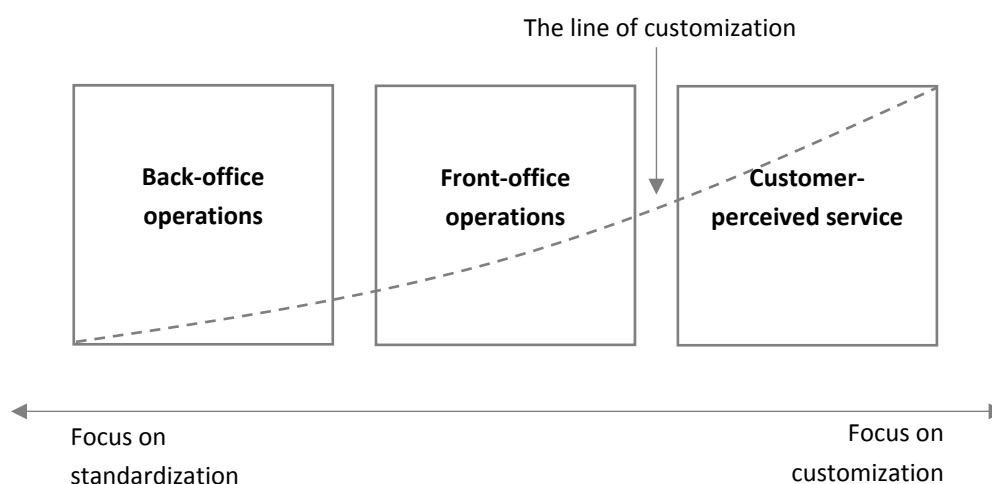 The line of customization
Back-office
operations
Front-office
operations
Customer-
perceived service
Focus on
standardization
Focus on
customization